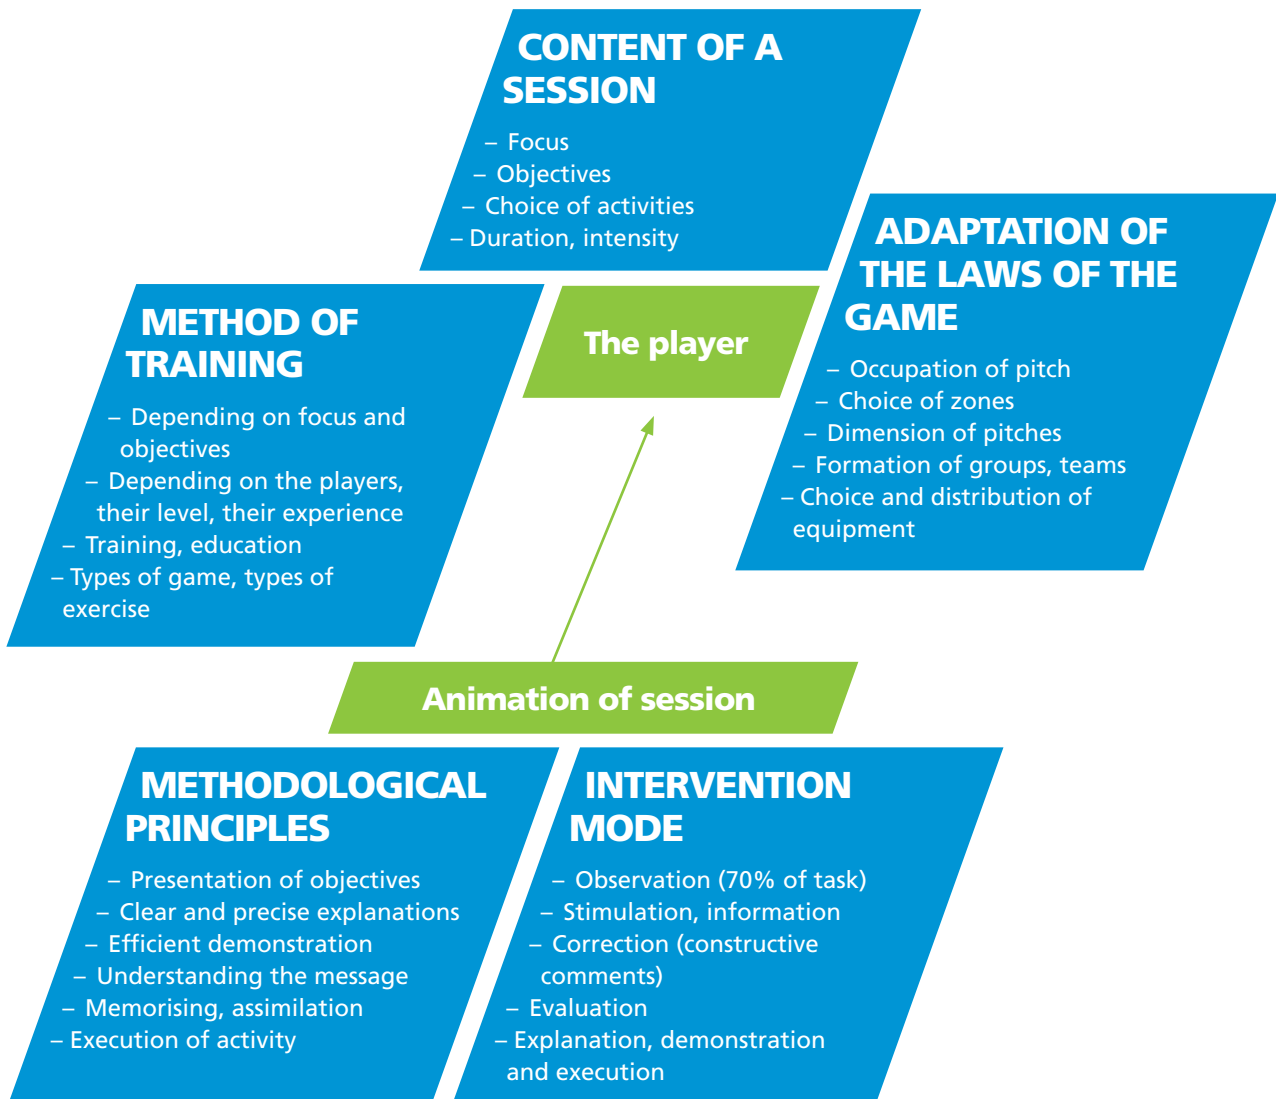 CONTENT OF A
SESSION
– Focus
– Objectives
– Choice of activities
– Duration, intensity
ADAPTATION OF
THE LAWS OF THE
GAME
– Occupation of pitch
– Choice of zones
– Dimension of pitches
– Formation of groups, teams
– Choice and distribution of
equipment
METHOD OF
TRAINING
– Depending on focus and
objectives
– Depending on the players,
their level, their experience
– Training, education
– Types of game, types of
exercise
The player
Animation of session
METHODOLOGICAL
PRINCIPLES
– Presentation of objectives
– Clear and precise explanations
– Efficient demonstration
– Understanding the message
– Memorising, assimilation
– Execution of activity
INTERVENTION
MODE
– Observation (70% of task)
– Stimulation, information
– Correction (constructive
comments)
– Evaluation
– Explanation, demonstration
and execution